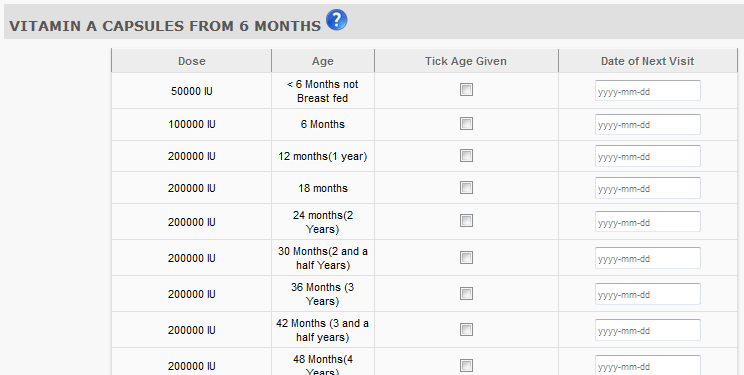 VITAMIN A CAPSULES FROM 6 MONTHS ?
Dose Age Tick Age Given Date of Next Visit
50000 IU < 6 Months not Breast fed yyyy-mm-dd
100000 IU 6 Months yyyy-mm-dd
200000 IU 12 months(1 year) yyyy-mm-dd
200000 IU 18 months yyyy-mm-dd
200000 IU 24 months(2 Years) yyyy-mm-dd
200000 IU 30 Months(2 and a half Years) yyyy-mm-dd
200000 IU 36 Months (3 Years) yyyy-mm-dd
200000 IU 42 Months (3 and a half years) yyyy-mm-dd
200000 IU 48 Months(4 Years) yyyy-mm-dd